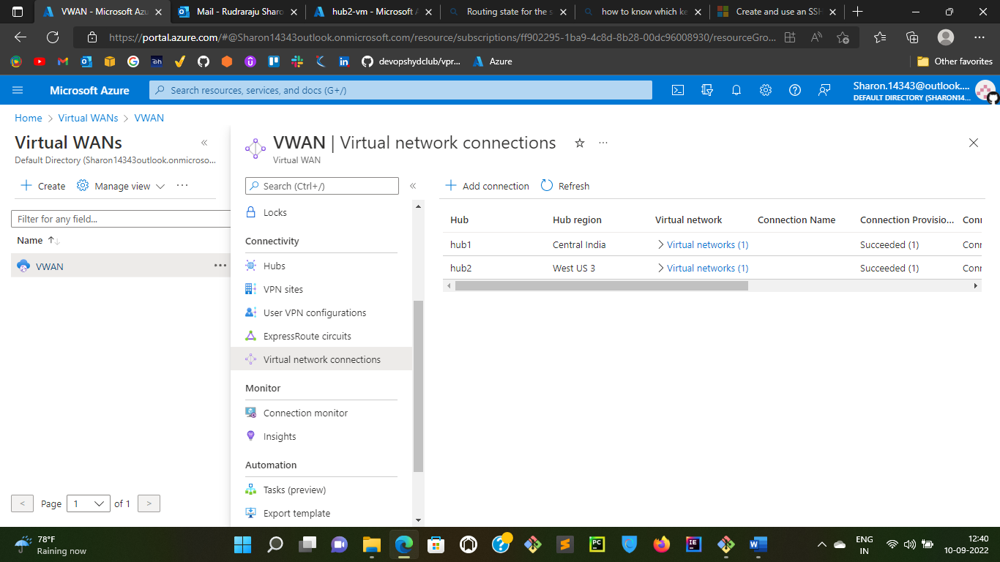 VWAN - Microsoft Azu
Mail - Rudraraju Sharo
hub2-vm - Microsoft A
Routing state for the s
how to know which ke
Create and use an SSH
https://portal.azure.com/#@Sharon14343outlook.onmicrosoft.com/resource/subscriptions/ff902295-1ba9-4c8d-8b28-00dc96008930/resourceGro...
devopshydclub/vpr...
Azure
Other favorites
Microsoft Azure
Search resources, services, and docs (G+/)
Sharon.14343@outlook....
DEFAULT DIRECTORY (SHARON14...
Home > Virtual WANs > VWAN
Virtual WANs
Default Directory (Sharon14343outlook.onmicroso...
Create
Manage view
Filter for any field...
Name
VWAN
Page 1 of 1
VWAN | Virtual network connections
Virtual WAN
Search (Ctrl+/)
Locks
Connectivity
Hubs
VPN sites
User VPN configurations
ExpressRoute circuits
Virtual network connections
Monitor
Connection monitor
Insights
Automation
Tasks (preview)
Export template
Add connection
Refresh
Hub Hub region Virtual network Connection Name Connection Provisio... Conn
hub1 Central India Virtual networks (1) Succeeded (1) Conn
hub2 West US 3 Virtual networks (1) Succeeded (1) Conn
78°F
Raining now
ENG
IN
12:40
10-09-2022